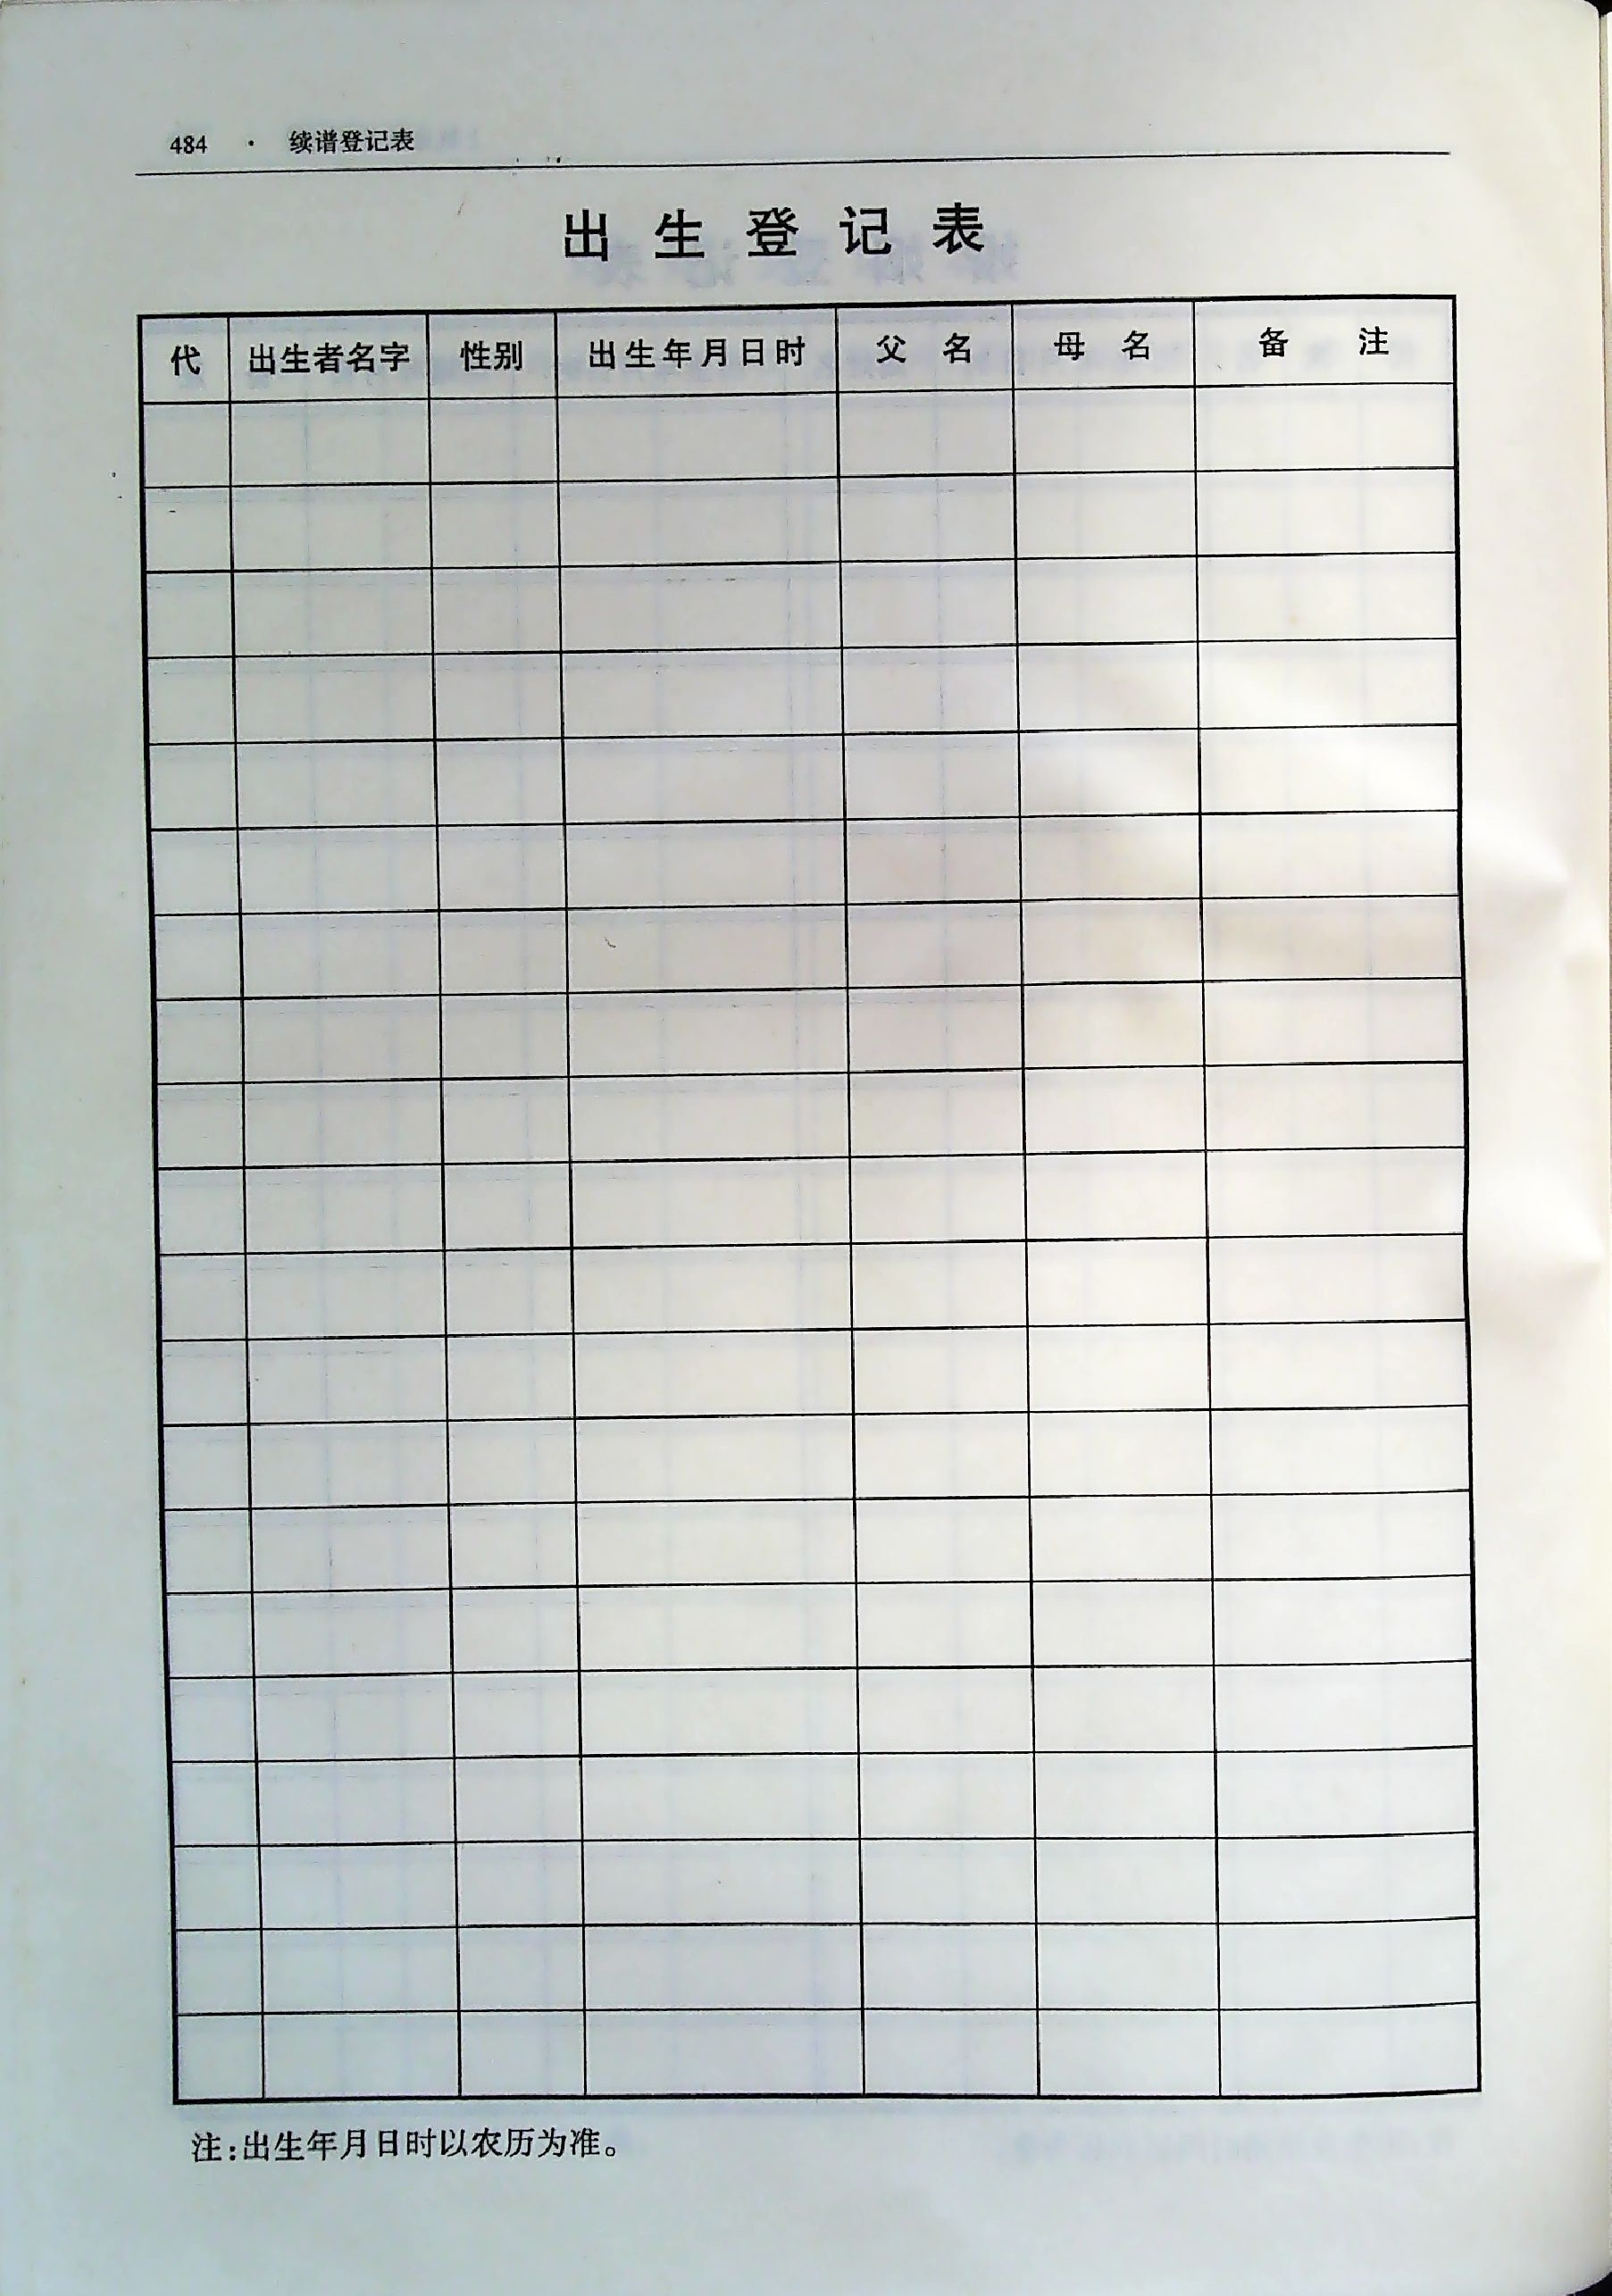 484 · 续谱登记表
出生登记表
代 出生者名字 性别 出生年月日时 父名 母名 备注
注:出生年月日时以农历为准。